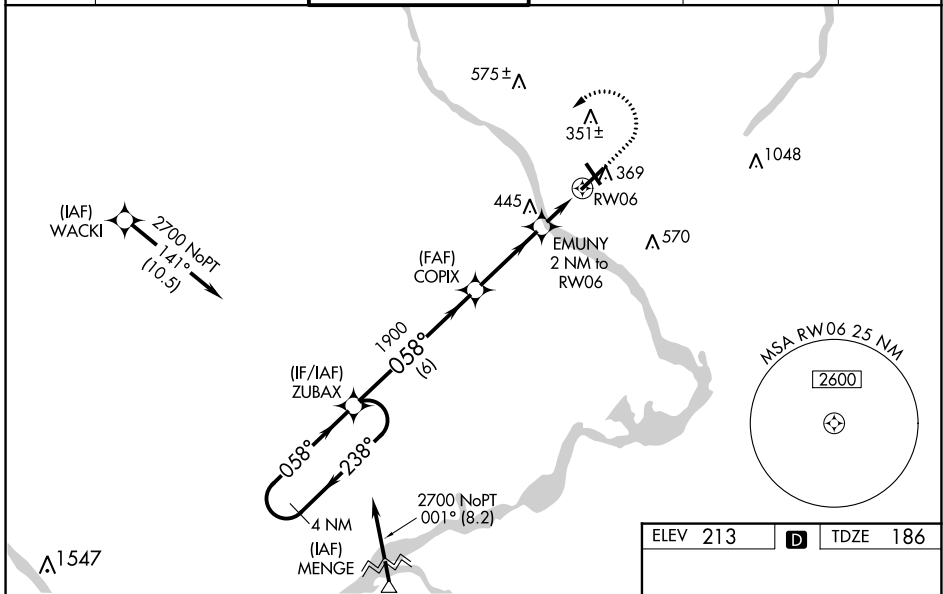 575±
351±
1048
369
RW06
445
(IAF)
WACKI
2700 NoPT
141°
(10.5)
570
EMUNY
2 NM to
RW06
(FAF)
COPIX
1900
058°
(6)
MSA RW06 25 NM
2600
(IF/IAF)
ZUBAX
058°
238°
4 NM
2700 NoPT
001° (8.2)
(IAF)
MENGE
1547
ELEV 213 D TDZE 186